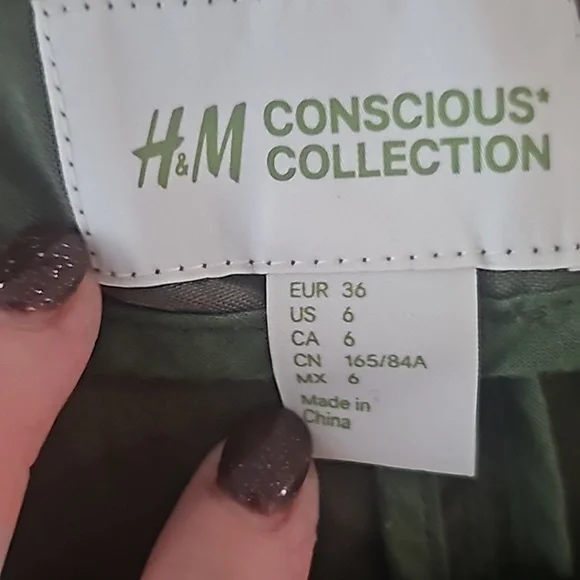 H&M CONSCIOUS*
COLLECTION
EUR 36
US 6
CA 6
CN 165/84A
MX 6
Made in
China